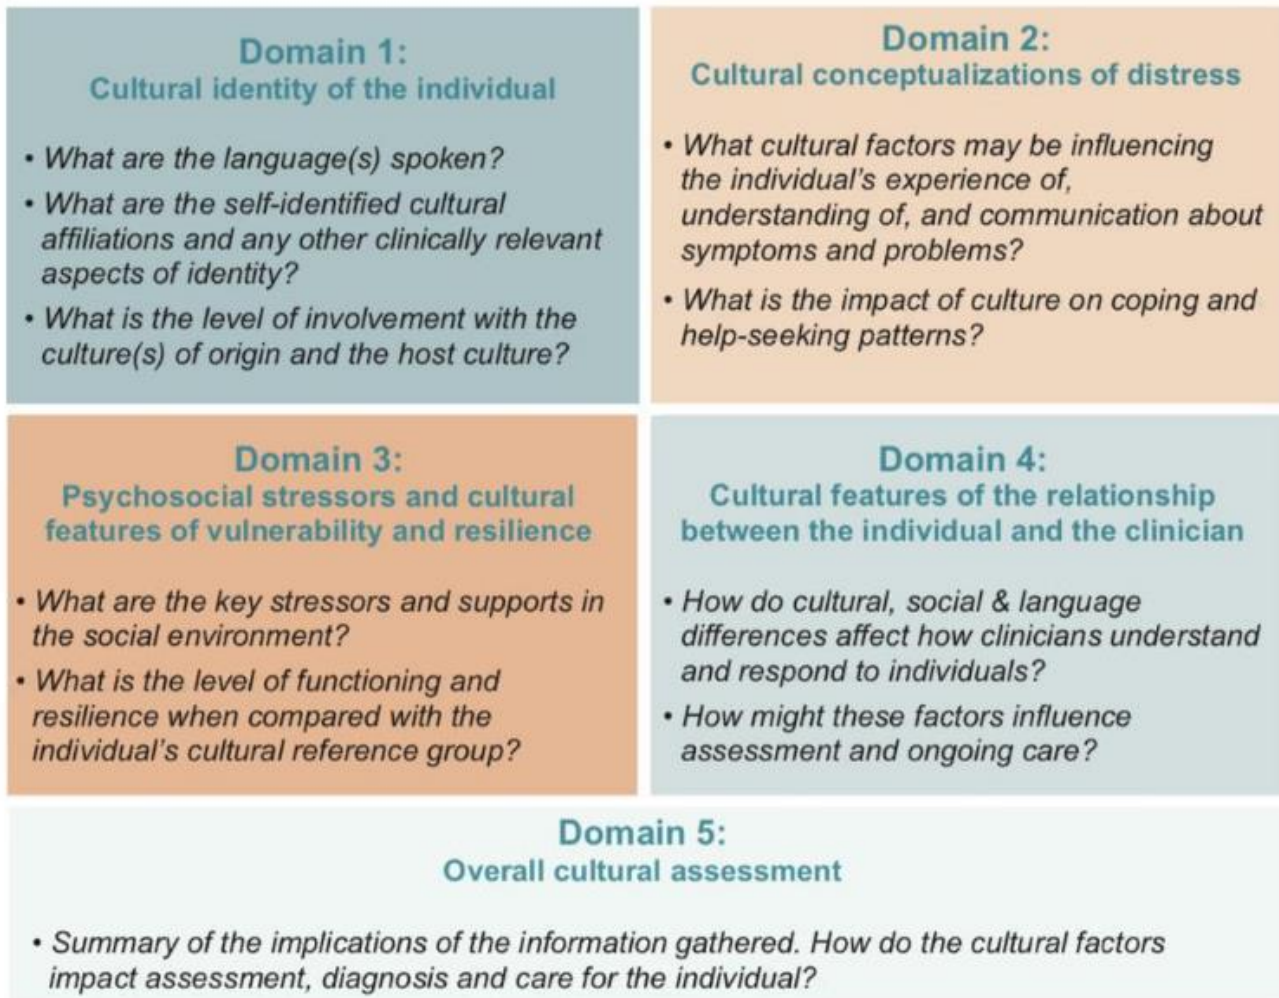 Domain 1:
Cultural identity of the individual
• What are the language(s) spoken?
• What are the self-identified cultural
affiliations and any other clinically relevant
aspects of identity?
• What is the level of involvement with the
culture(s) of origin and the host culture?
Domain 2:
Cultural conceptualizations of distress
• What cultural factors may be influencing
the individual's experience of,
understanding of, and communication about
symptoms and problems?
• What is the impact of culture on coping and
help-seeking patterns?
Domain 3:
Psychosocial stressors and cultural
features of vulnerability and resilience
• What are the key stressors and supports in
the social environment?
• What is the level of functioning and
resilience when compared with the
individual's cultural reference group?
Domain 4:
Cultural features of the relationship
between the individual and the clinician
• How do cultural, social & language
differences affect how clinicians understand
and respond to individuals?
• How might these factors influence
assessment and ongoing care?
Domain 5:
Overall cultural assessment
• Summary of the implications of the information gathered. How do the cultural factors
impact assessment, diagnosis and care for the individual?